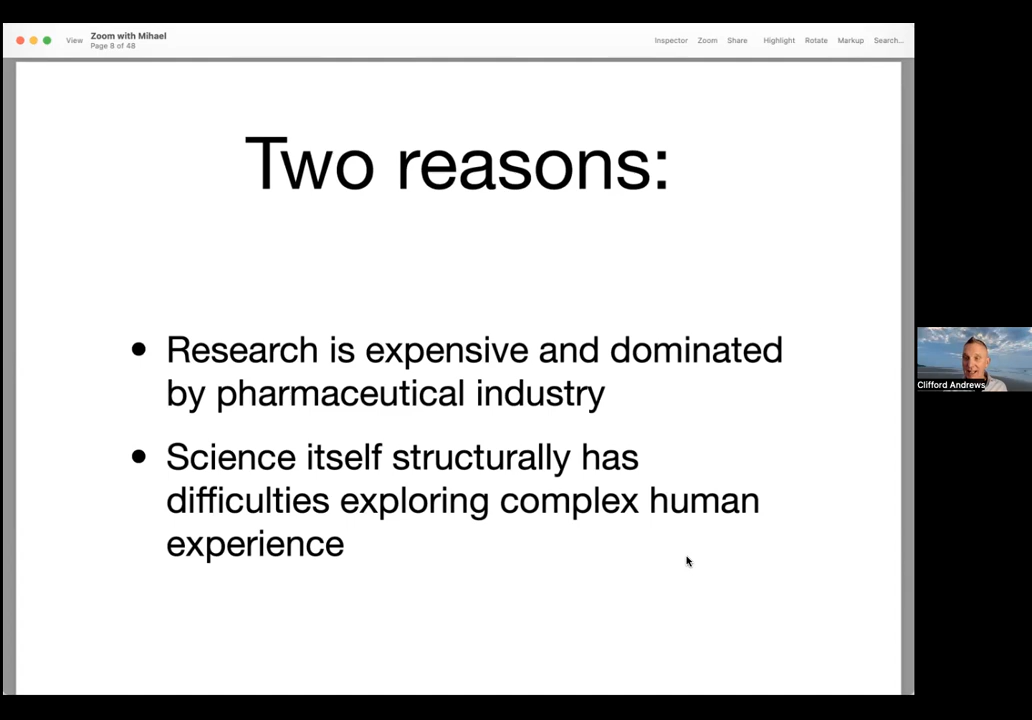 View
Zoom with Mihael
Page 8 of 48
Inspector Zoom Share Highlight Rotate Markup Search...
Two reasons:
• Research is expensive and dominated
by pharmaceutical industry
• Science itself structurally has
difficulties exploring complex human
experience
Clifford Andrews